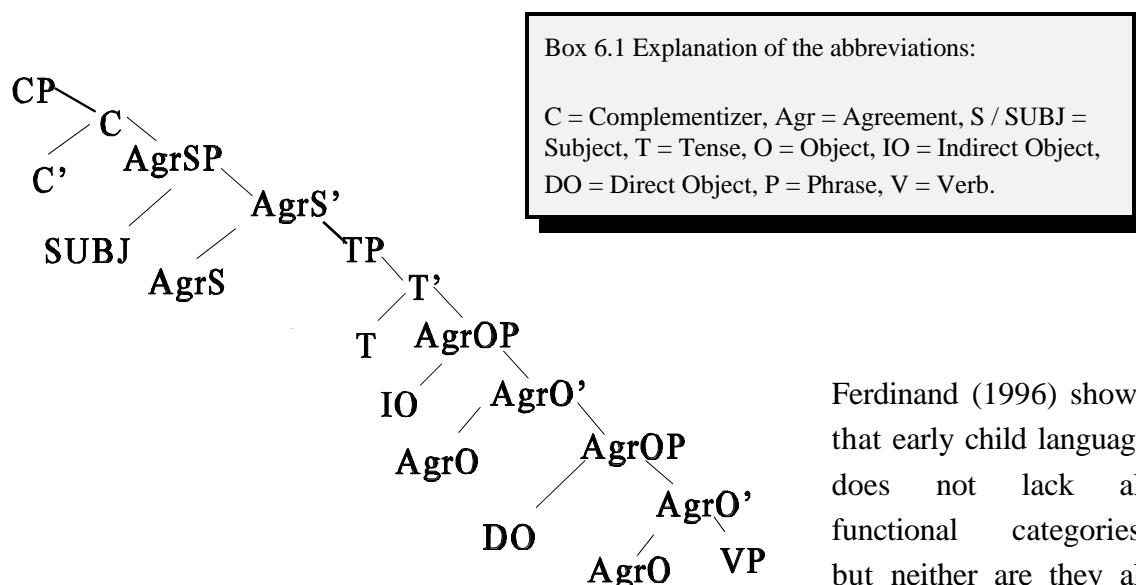 Box 6.1 Explanation of the abbreviations:
C = Complementizer, Agr = Agreement, S / SUBJ =
Subject, T = Tense, O = Object, IO = Indirect Object,
DO = Direct Object, P = Phrase, V = Verb.
CP
C
C'
AgrSP
SUBJ
AgrS'
AgrS
TP
T'
T
AgrOP
IO
AgrO'
AgrO
AgrOP
DO
AgrO'
AgrO
VP
Ferdinand (1996) show
that early child languag
does not lack al
functional categories
but neither are they al